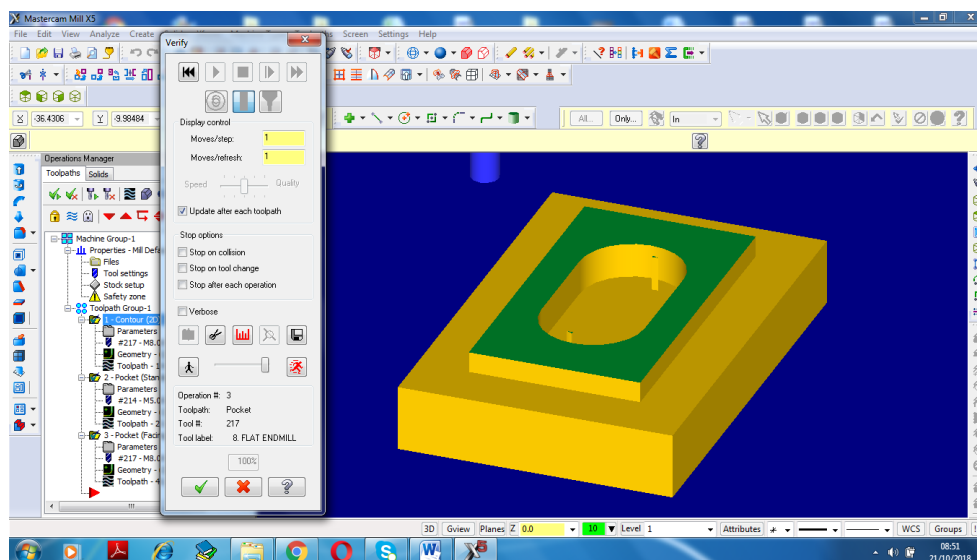 Mastercam Mill X5
File Edit View Analyze Create Screen Settings Help
Verify
X -36.4306 Y -9.98484
All... Only... In
Display control
Moves/step: 1
Moves/refresh: 1
Speed Quality
Update after each toolpath
Stop options
Stop on collision
Stop on tool change
Stop after each operation
Verbose
Operation #: 3
Toolpath: Pocket
Tool #: 217
Tool label: 8. FLAT ENDMILL
100%
Operations Manager
Toolpaths Solids
Machine Group-1
Properties - Mill Defa
Files
Tool settings
Stock setup
Safety zone
Toolpath Group-1
1 - Contour (2D)
Parameters
#217 - M8.0
Geometry -
Toolpath - 1
2 - Pocket (Stan
Parameters
#214 - M5.0
Geometry -
Toolpath - 2
3 - Pocket (Facin
Parameters
#217 - M8.0
Geometry -
Toolpath - 4
3D Gview Planes Z 0.0 10 Level 1 Attributes WCS Groups
08:51
21/10/2018